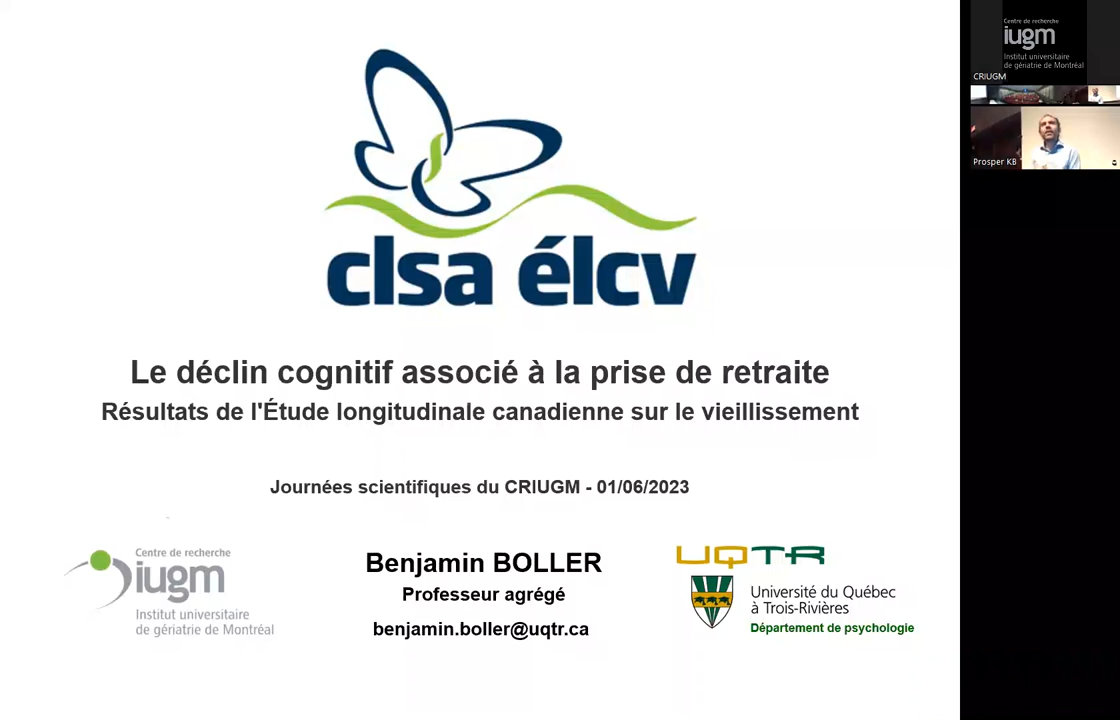 clsa élcv
Le déclin cognitif associé à la prise de retraite
Résultats de l'Étude longitudinale canadienne sur le vieillissement
Journées scientifiques du CRIUGM - 01/06/2023
Centre de recherche
iugm
Institut universitaire
de gériatrie de Montréal
Benjamin BOLLER
Professeur agrégé
benjamin.boller@uqtr.ca
UQTR
Université du Québec
à Trois-Rivières
Département de psychologie
Centre de recherche
iugm
Institut universitaire
de gériatrie de Montréal
CRIUGM
Prosper KB